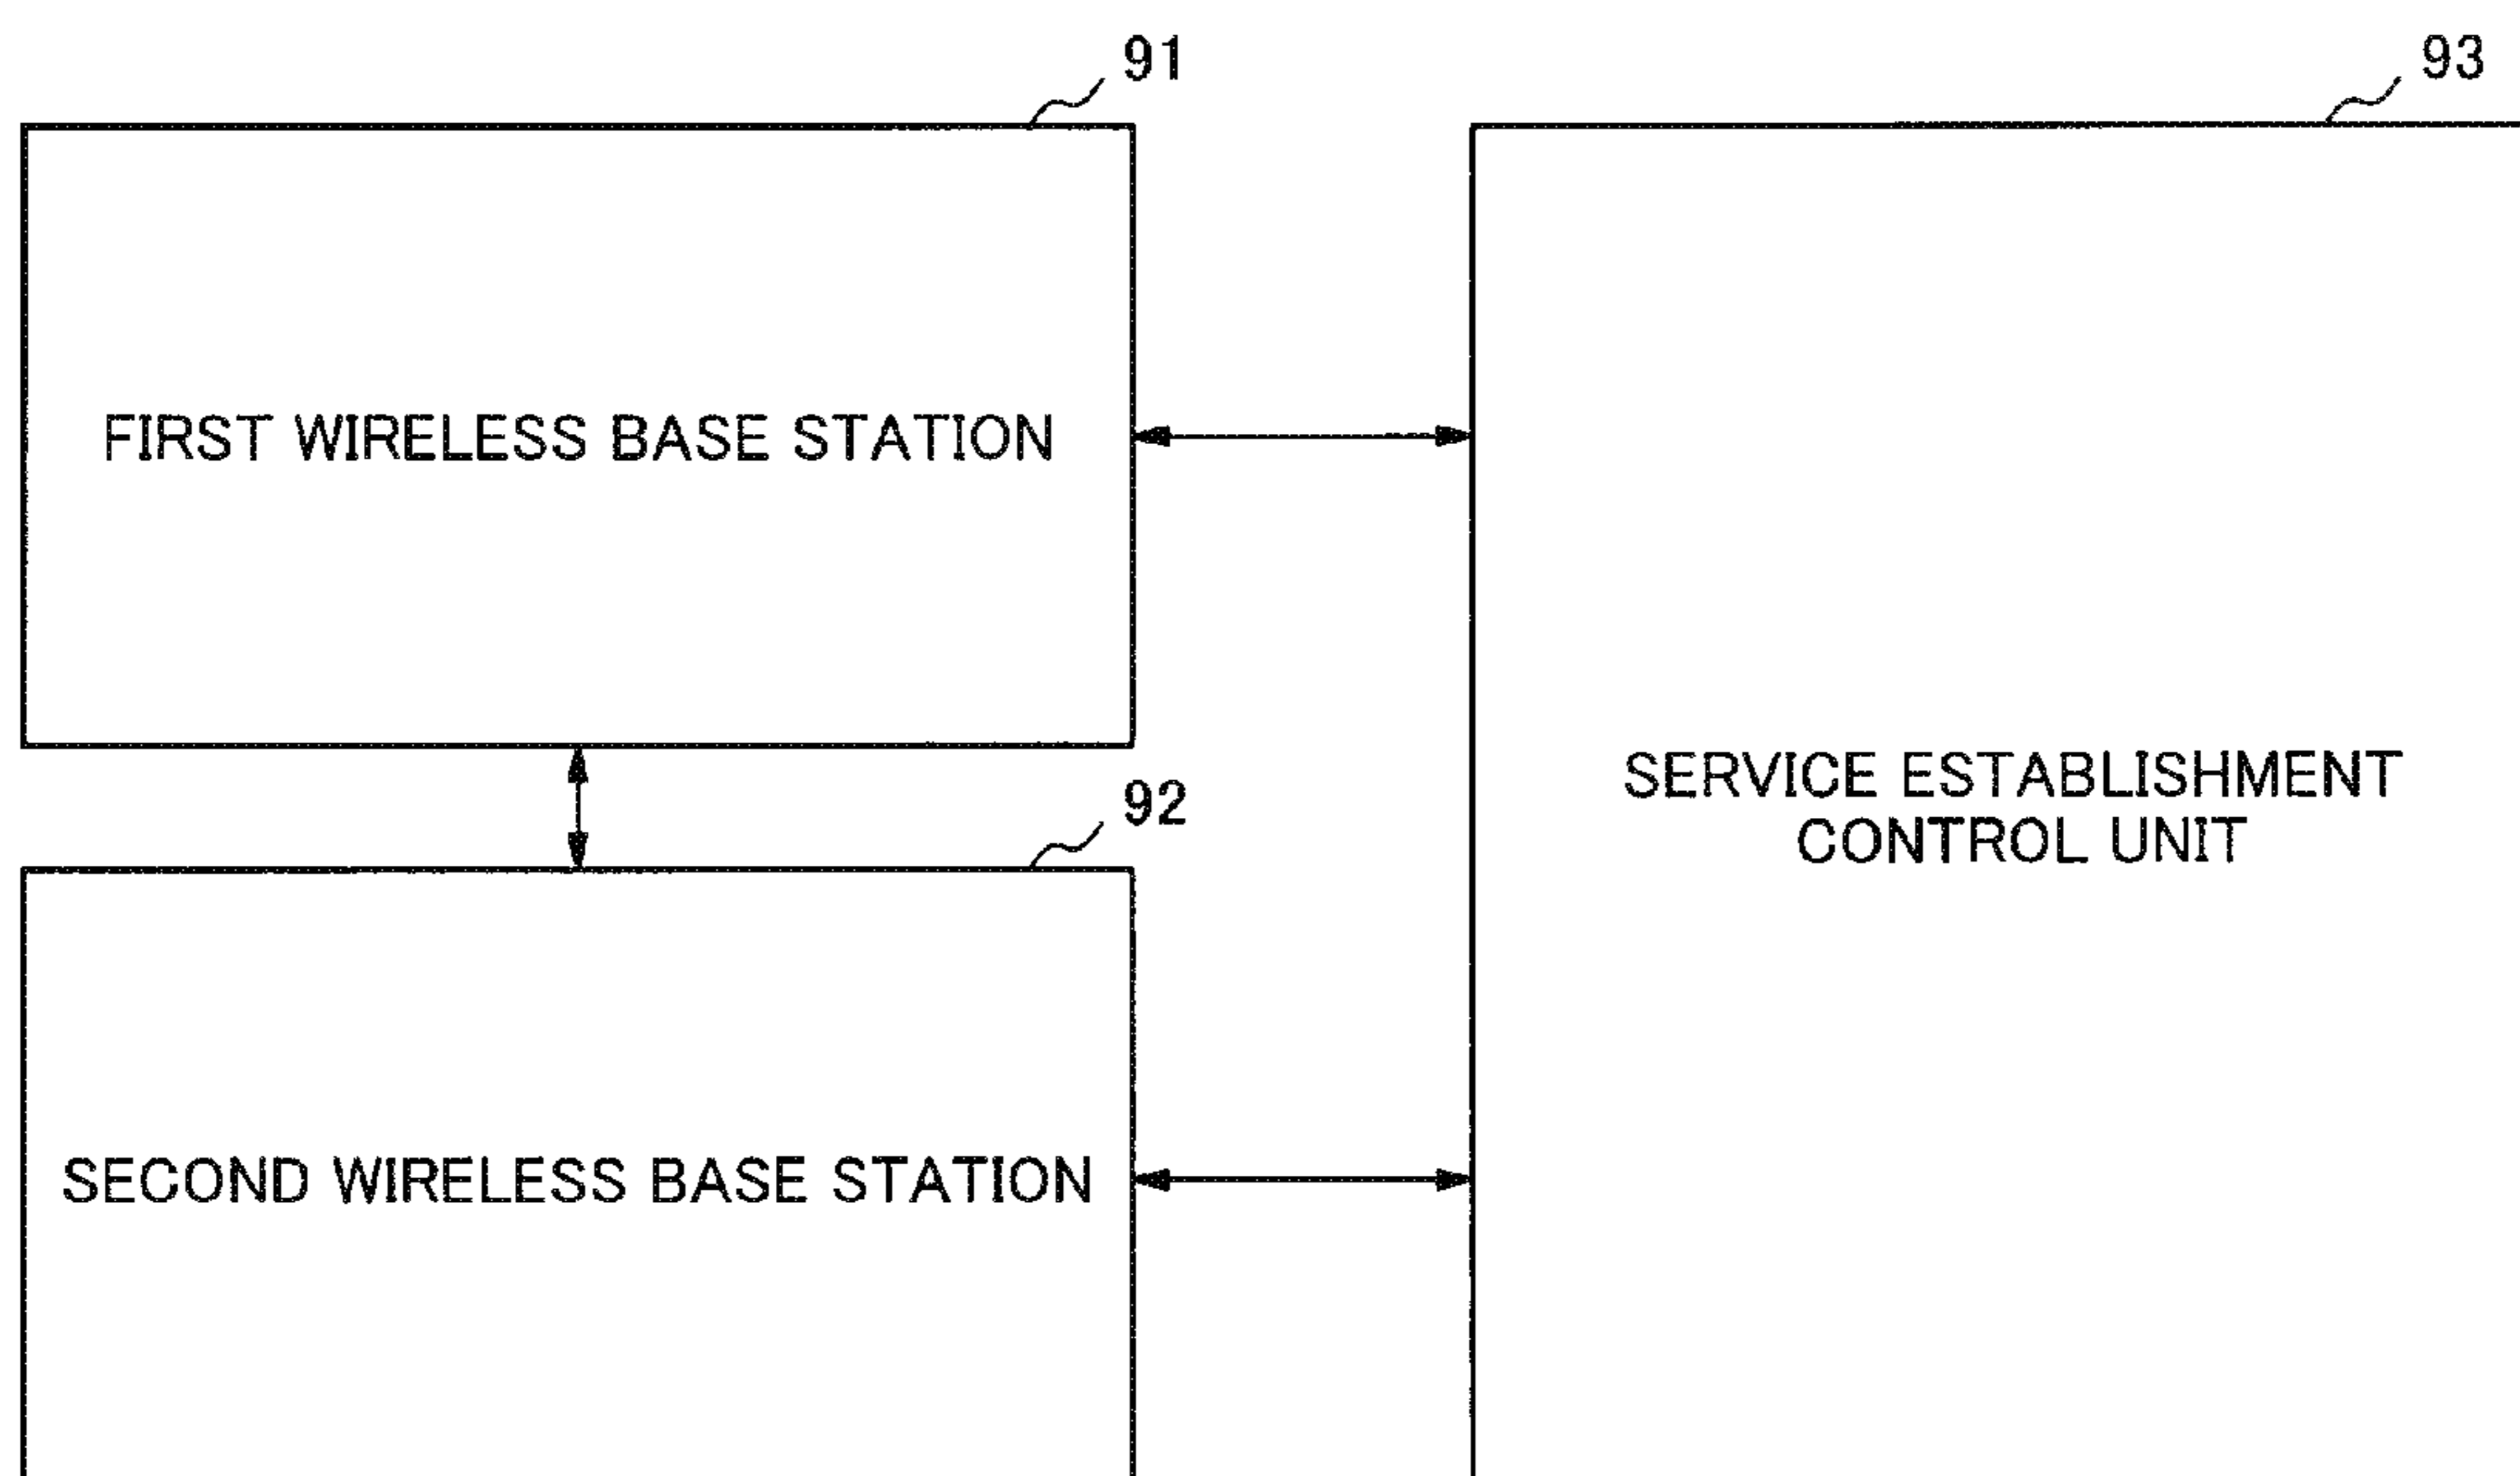 91
93
FIRST WIRELESS BASE STATION
SERVICE ESTABLISHMENT
CONTROL UNIT
92
SECOND WIRELESS BASE STATION